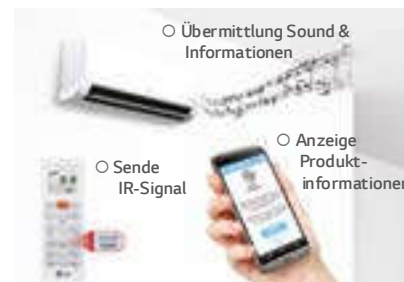 ○ Übermittlung Sound &
Informationen
○ Anzeige
Produkt-
informationen
○ Sende
IR-Signal